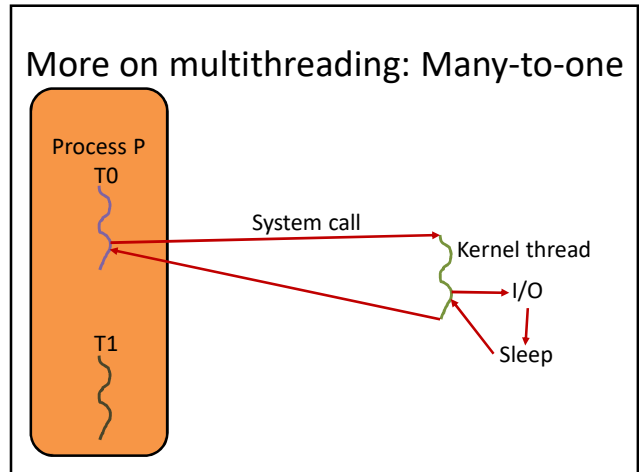 More on multithreading: Many-to-one
Process P
T0
System call
Kernel thread
I/O
Sleep
T1